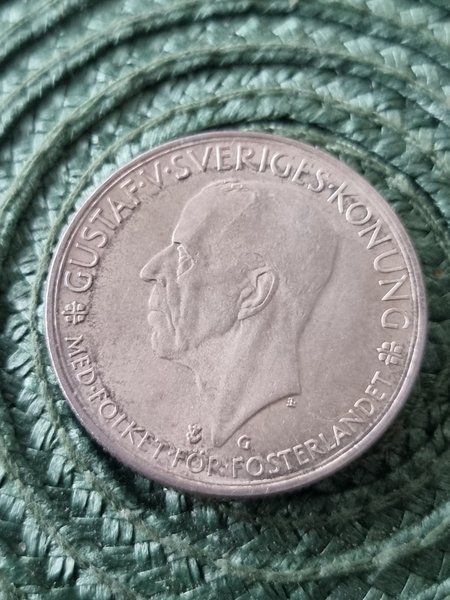 GUSTAF·V·SVERIGES·KONUNG
MED·FOLKET·FÖR·FOSTERLANDET
G